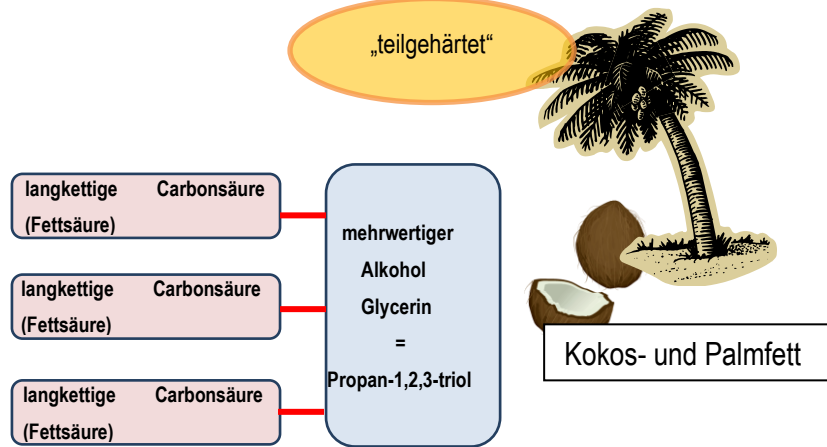 „teilgehärtet“
langkettige Carbonsäure
(Fettsäure)
langkettige Carbonsäure
(Fettsäure)
langkettige Carbonsäure
(Fettsäure)
mehrwertiger
Alkohol
Glycerin
=
Propan-1,2,3-triol
Kokos- und Palmfett